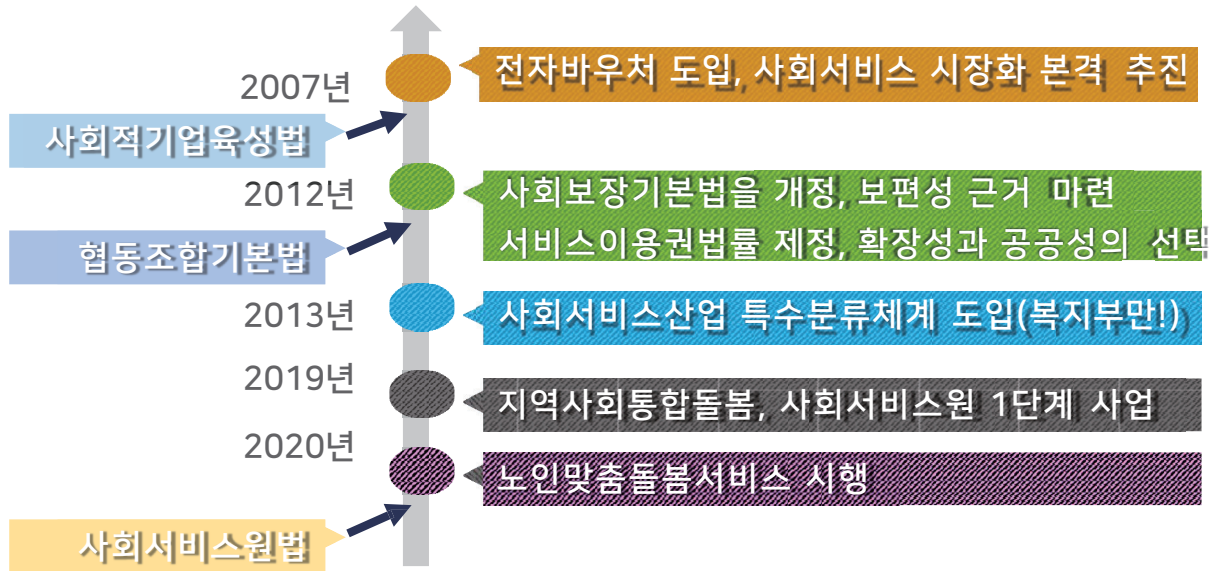 2007년
전자바우처 도입, 사회서비스 시장화 본격 추진
사회적기업육성법
2012년
사회보장기본법을 개정, 보편성 근거 마련
서비스이용권법률 제정, 확장성과 공공성의 선택
협동조합기본법
2013년
사회서비스산업 특수분류체계 도입(복지부만!)
2019년
지역사회통합돌봄, 사회서비스원 1단계 사업
2020년
노인맞춤돌봄서비스 시행
사회서비스원법